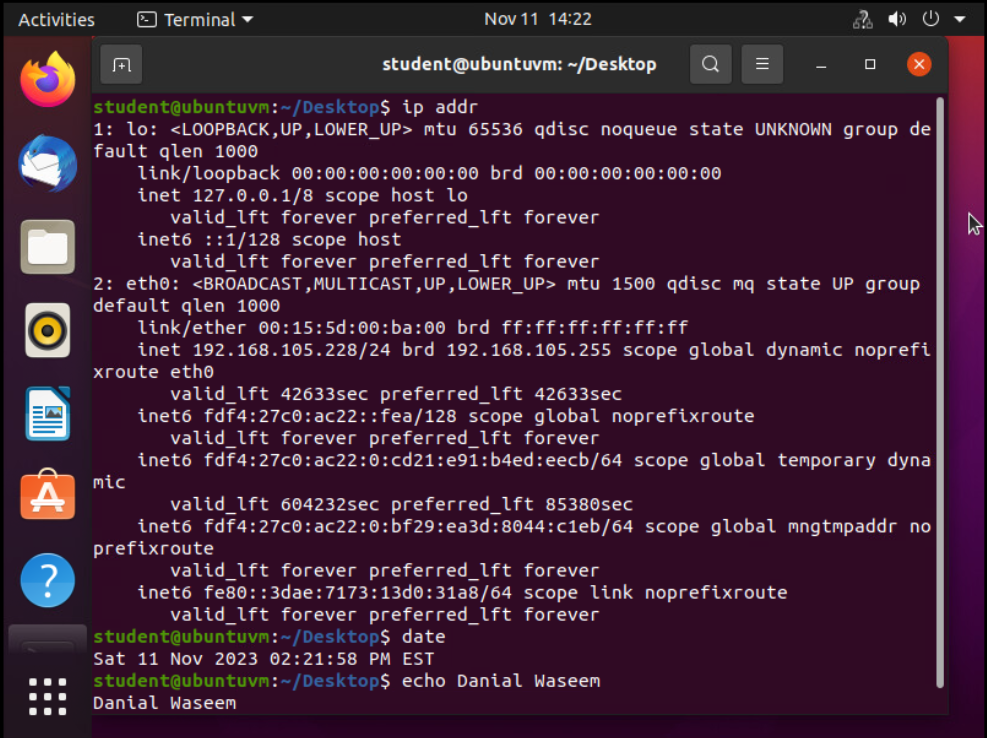 Activities Terminal Nov 11 14:22
student@ubuntuvm: ~/Desktop
student@ubuntuvm:~/Desktop$ ip addr
1: lo: <LOOPBACK,UP,LOWER_UP> mtu 65536 qdisc noqueue state UNKNOWN group de
fault qlen 1000
    link/loopback 00:00:00:00:00:00 brd 00:00:00:00:00:00
    inet 127.0.0.1/8 scope host lo
       valid_lft forever preferred_lft forever
    inet6 ::1/128 scope host
       valid_lft forever preferred_lft forever
2: eth0: <BROADCAST,MULTICAST,UP,LOWER_UP> mtu 1500 qdisc mq state UP group
default qlen 1000
    link/ether 00:15:5d:00:ba:00 brd ff:ff:ff:ff:ff:ff
    inet 192.168.105.228/24 brd 192.168.105.255 scope global dynamic noprefi
xroute eth0
       valid_lft 42633sec preferred_lft 42633sec
    inet6 fdf4:27c0:ac22::fea/128 scope global noprefixroute
       valid_lft forever preferred_lft forever
    inet6 fdf4:27c0:ac22:0:cd21:e91:b4ed:eecb/64 scope global temporary dyna
mic
       valid_lft 604232sec preferred_lft 85380sec
    inet6 fdf4:27c0:ac22:0:bf29:ea3d:8044:c1eb/64 scope global mngtmpaddr no
prefixroute
       valid_lft forever preferred_lft forever
    inet6 fe80::3dae:7173:13d0:31a8/64 scope link noprefixroute
       valid_lft forever preferred_lft forever
student@ubuntuvm:~/Desktop$ date
Sat 11 Nov 2023 02:21:58 PM EST
student@ubuntuvm:~/Desktop$ echo Danial Waseem
Danial Waseem